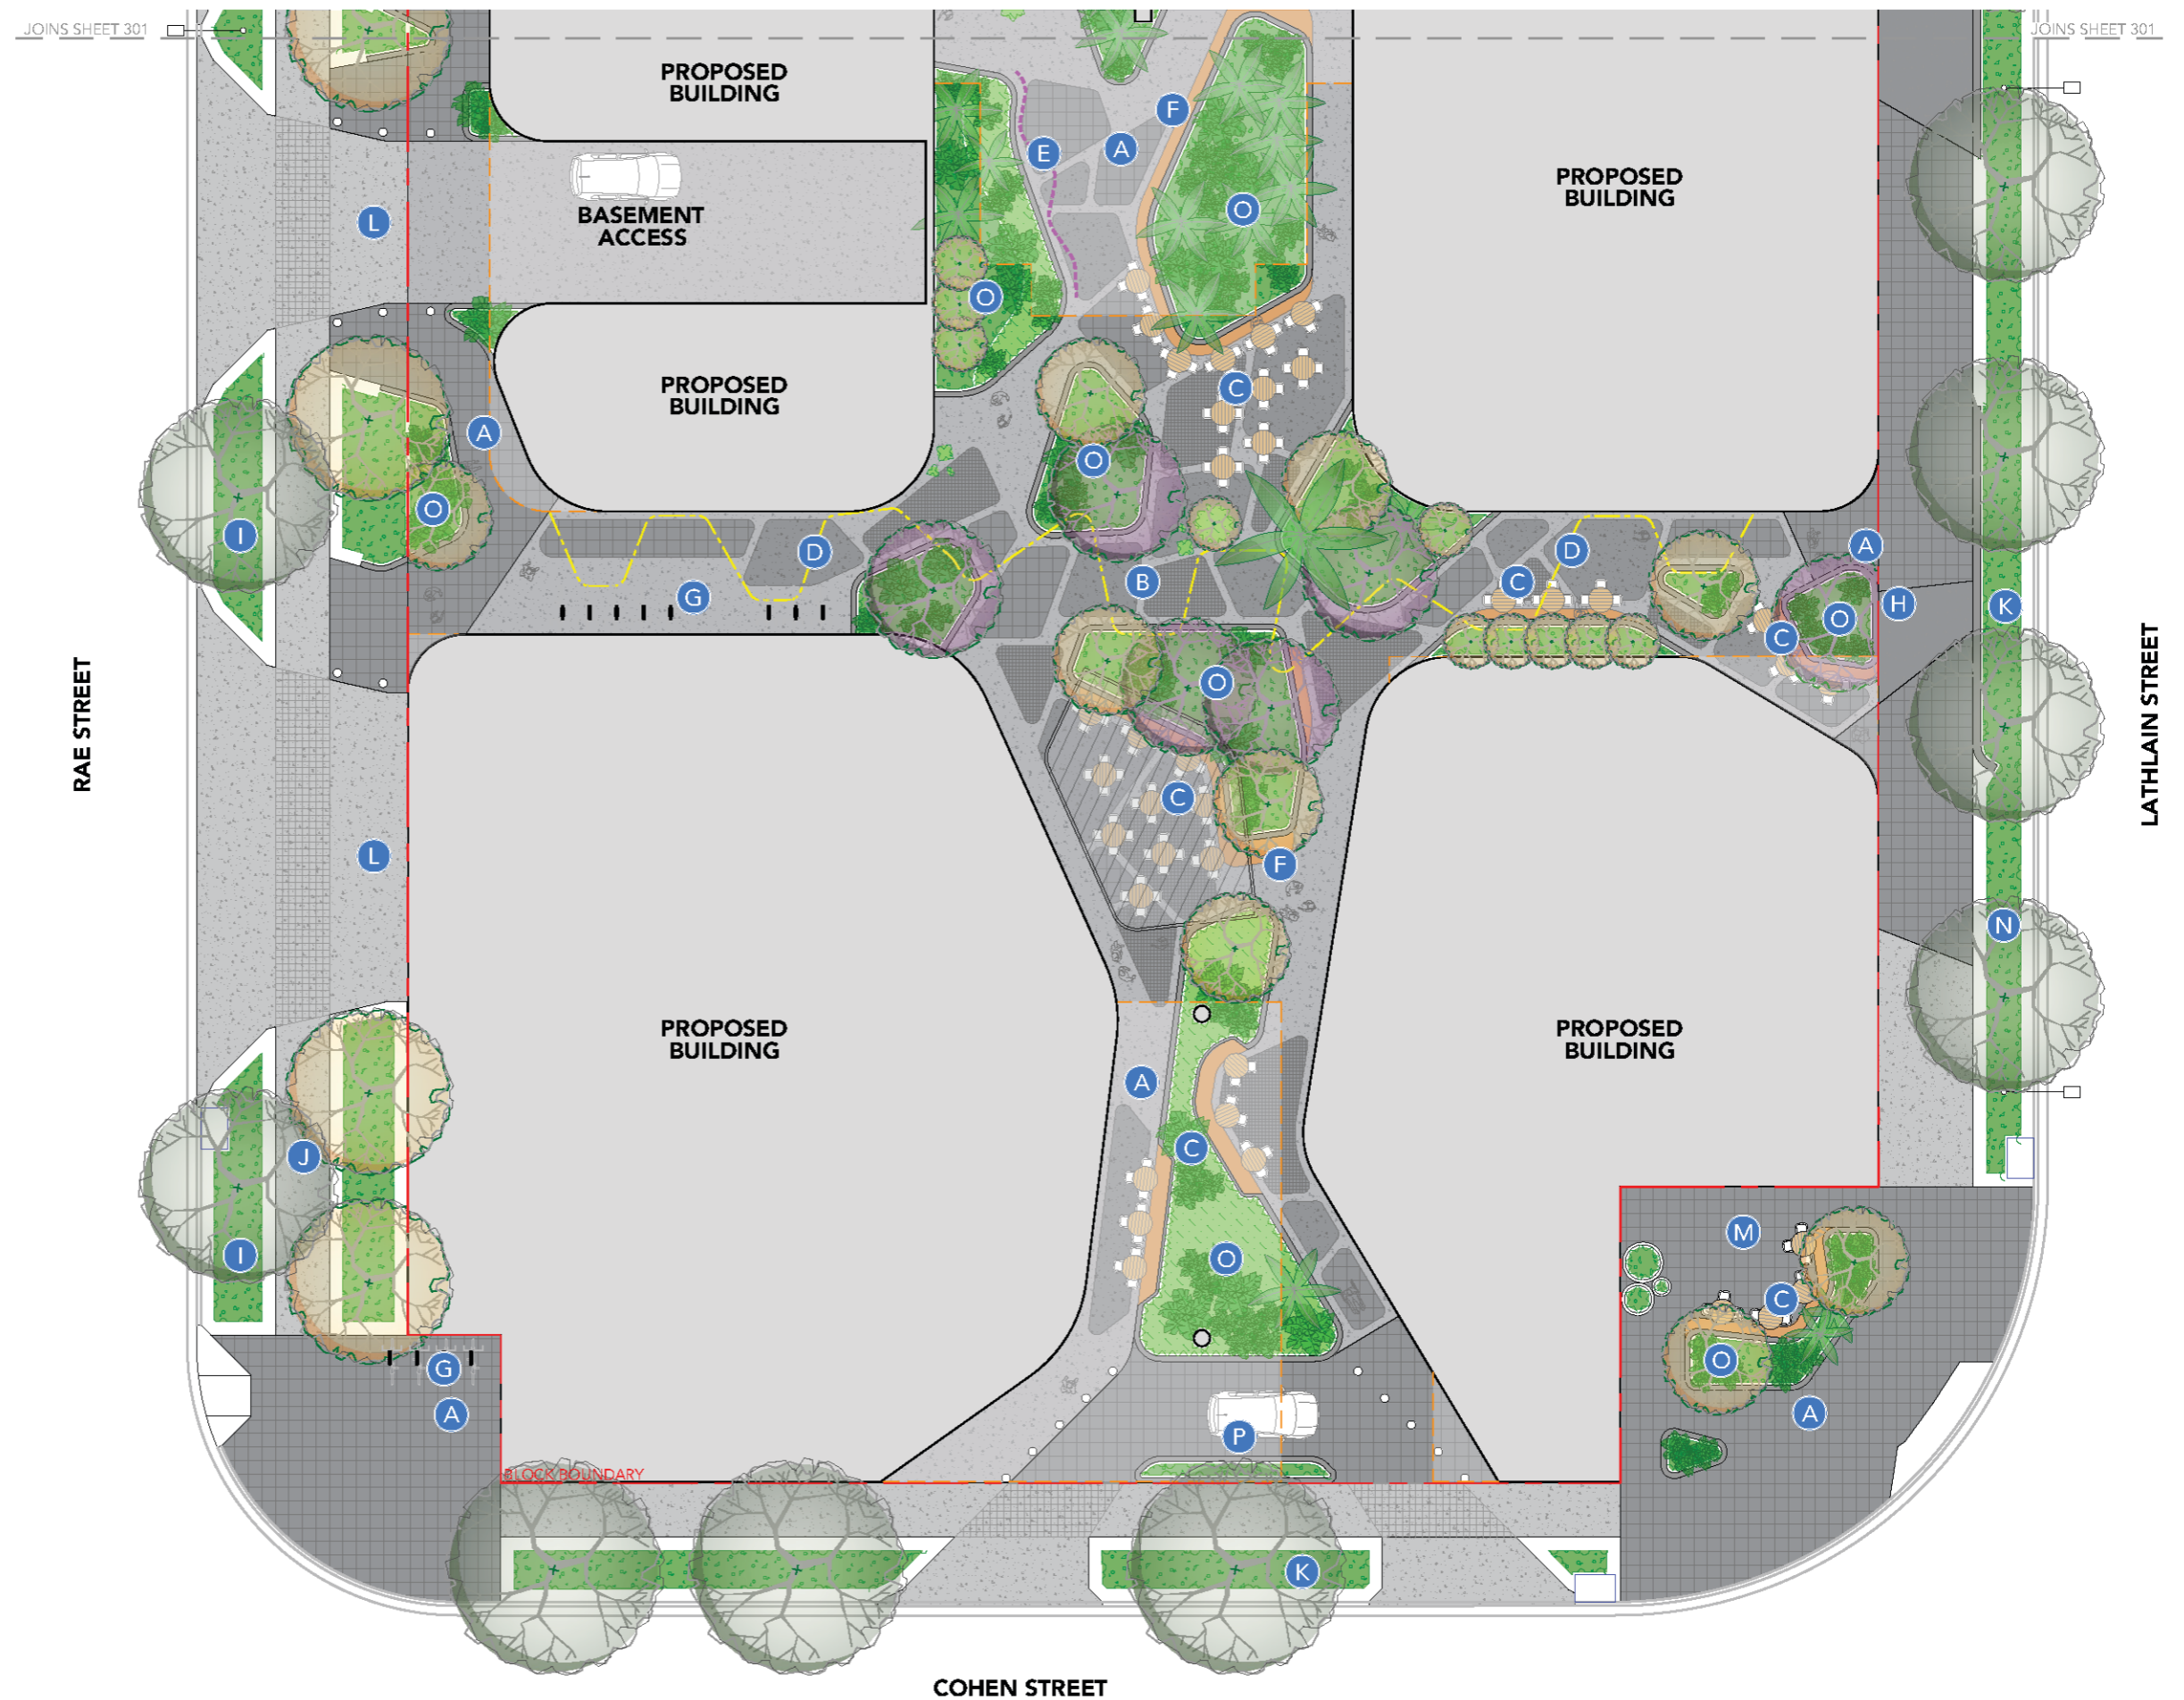 JOINS SHEET 301
JOINS SHEET 301
PROPOSED
BUILDING
F
E
A
PROPOSED
BUILDING
BASEMENT
ACCESS
L
O
O
PROPOSED
BUILDING
C
A
O
O
I
D
D
A
B
C
G
H
K
O
C
RAE STREET
LATHLAIN STREET
O
C
L
F
N
PROPOSED
BUILDING
PROPOSED
BUILDING
A
C
J
I
O
M
C
O
G
A
A
P
BLOCK BOUNDARY
K
COHEN STREET